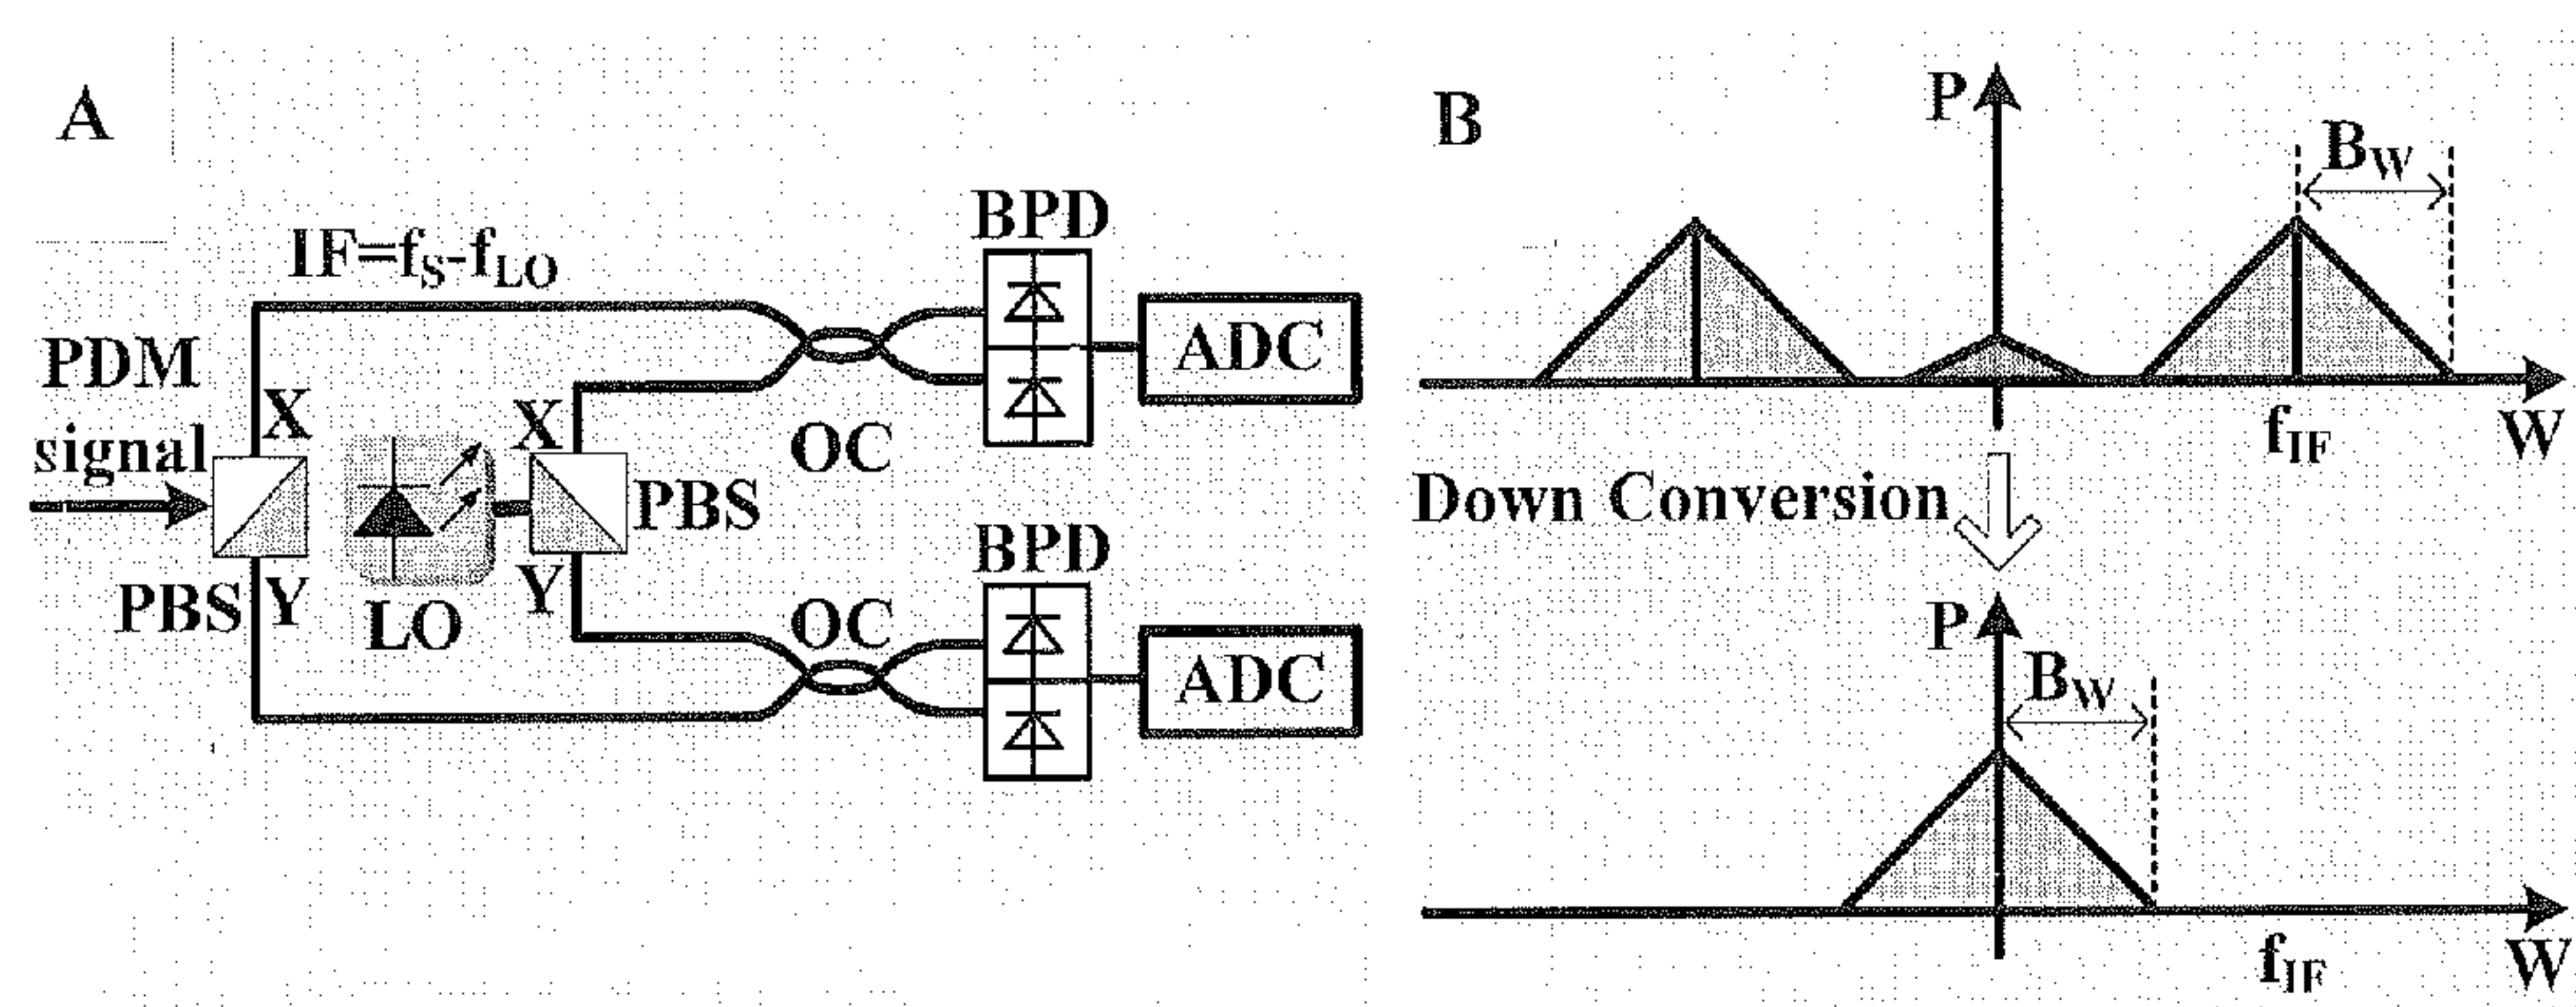 A
IF=fS-fLO
BPD
ADC
PDM
signal
X
X
OC
PBS
PBS
Y
LO
Y
BPD
OC
ADC
B
P
BW
fIF
W
Down Conversion
P
BW
fIF
W